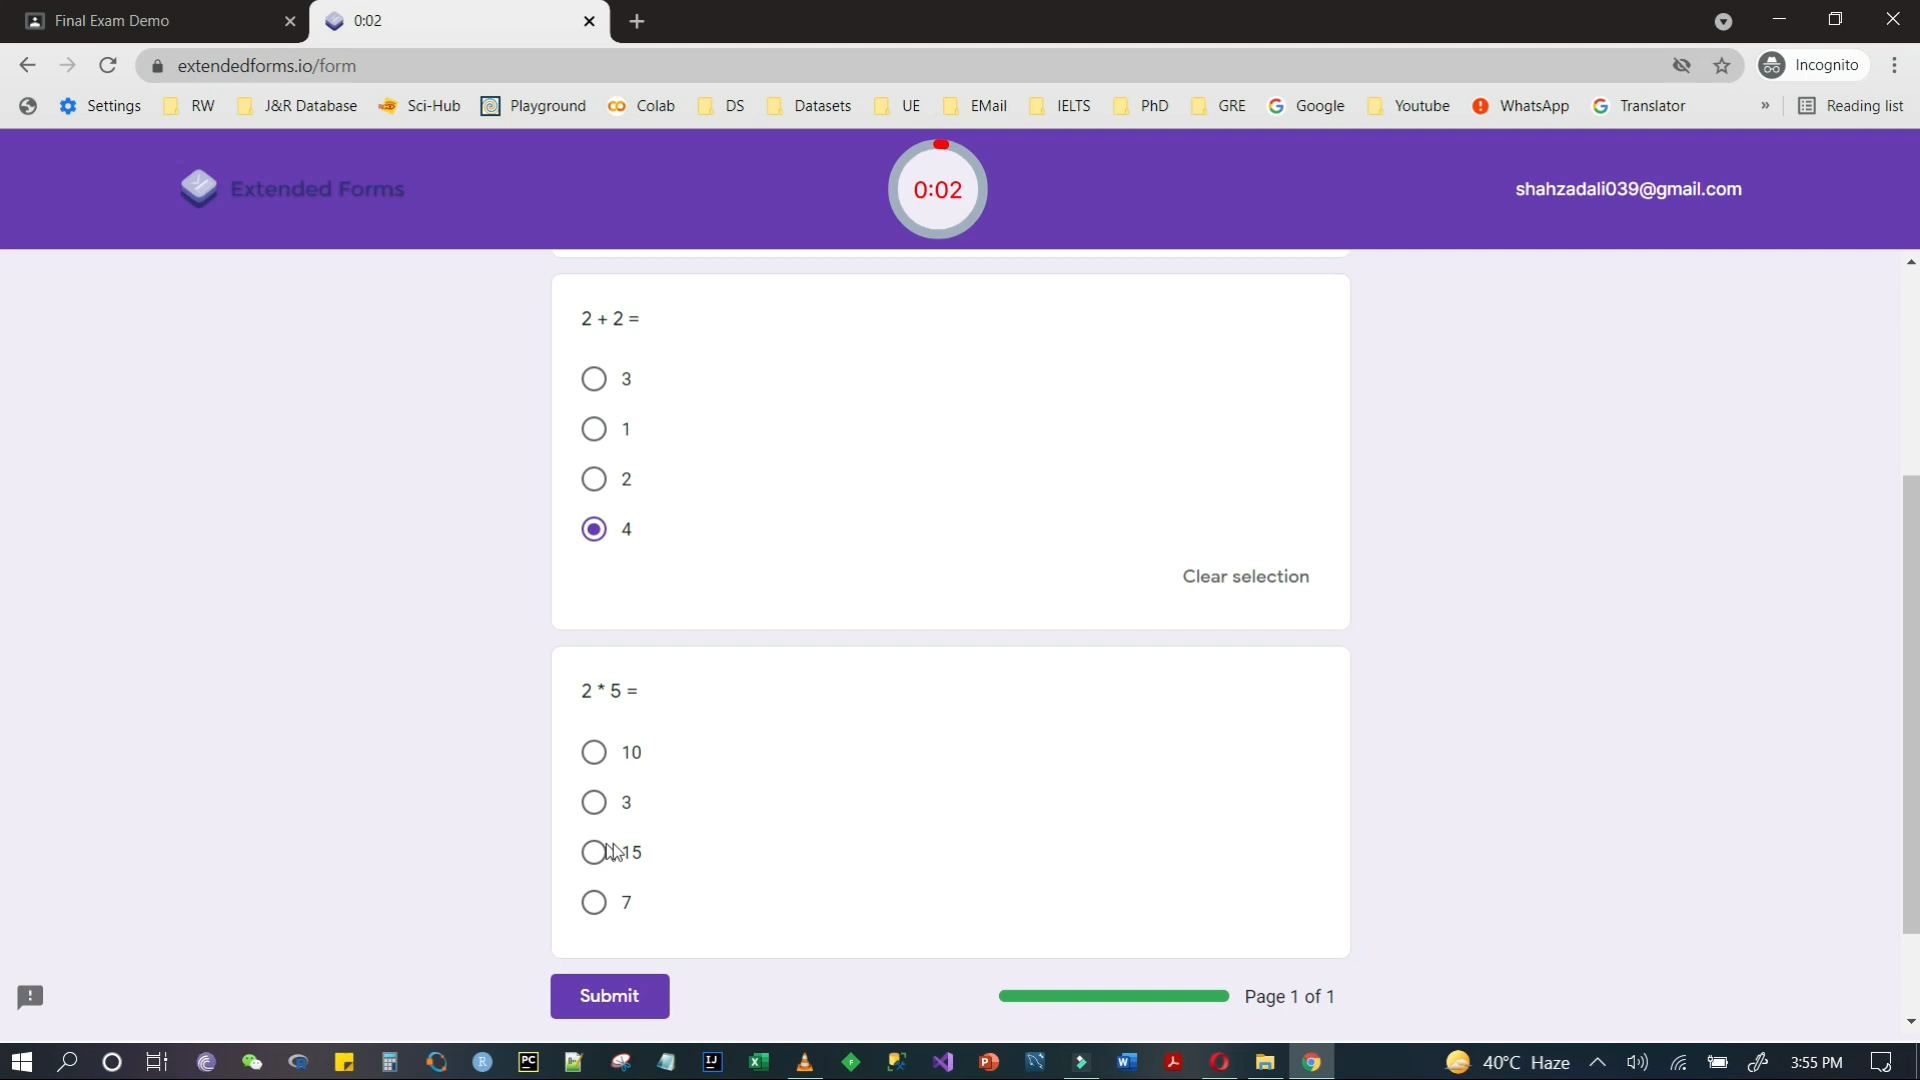 Final Exam Demo
0:02
extendedforms.io/form
Incognito
Settings RW J&R Database Sci-Hub Playground Colab DS Datasets UE EMail IELTS PhD GRE Google Youtube WhatsApp Translator » Reading list
Extended Forms
0:02
shahzadali039@gmail.com
2 + 2 =
3
1
2
4
Clear selection
2 * 5 =
10
3
15
7
Submit
Page 1 of 1
40°C Haze
3:55 PM